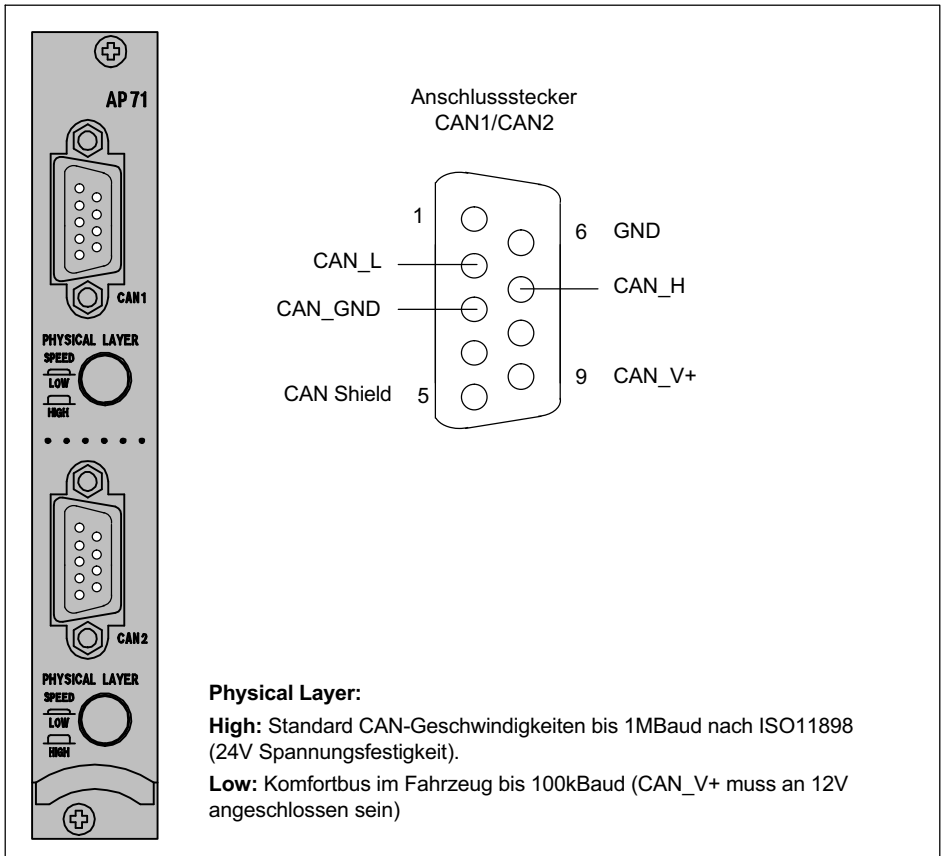 AP 71
CAN1
PHYSICAL LAYER
SPEED
LOW
HIGH
CAN2
PHYSICAL LAYER
SPEED
LOW
HIGH
Anschlussstecker
CAN1/CAN2
1
6 GND
CAN_L
CAN_H
CAN_GND
9 CAN_V+
CAN Shield 5
Physical Layer:
High: Standard CAN-Geschwindigkeiten bis 1MBaud nach ISO11898
(24V Spannungsfestigkeit).
Low: Komfortbus im Fahrzeug bis 100kBaud (CAN_V+ muss an 12V
angeschlossen sein)